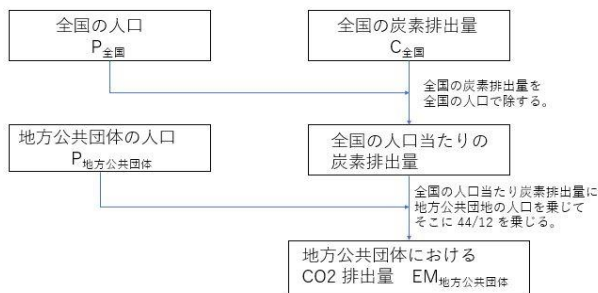 全国の人口
P全国
全国の炭素排出量
C全国
全国の炭素排出量を
全国の人口で除する。
地方公共団体の人口
P地方公共団体
全国の人口当たりの
炭素排出量
全国の人口当たり炭素排出量に
地方公共団地の人口を乗じて
そこに 44/12 を乗じる。
地方公共団体における
CO2 排出量　EM地方公共団体